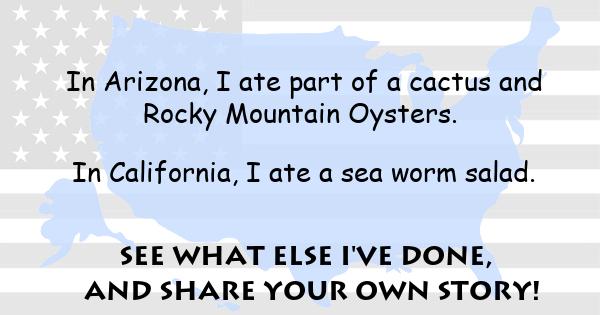 In Arizona, I ate part of a cactus and
Rocky Mountain Oysters.
In California, I ate a sea worm salad.
SEE WHAT ELSE I'VE DONE,
AND SHARE YOUR OWN STORY!